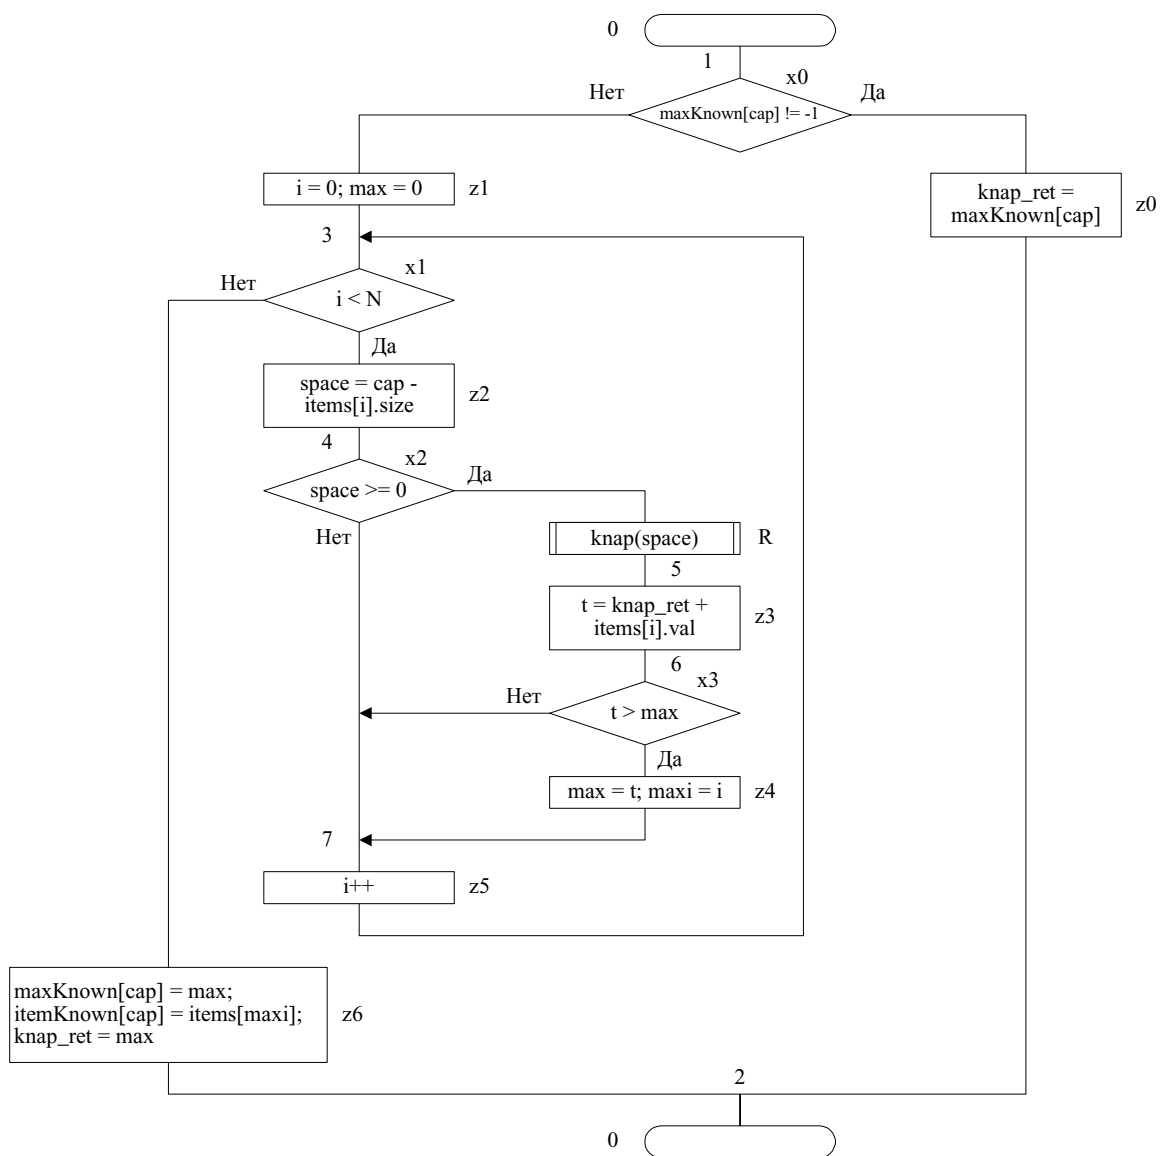 0
1
x0
Нет
Да
maxKnown[cap] != -1
i = 0; max = 0
z1
knap_ret =
maxKnown[cap]
z0
3
x1
Нет
i < N
Да
space = cap -
items[i].size
z2
4
x2
Да
space >= 0
Нет
knap(space)
R
5
t = knap_ret +
items[i].val
z3
6
x3
Нет
t > max
Да
max = t; maxi = i
z4
7
i++
z5
maxKnown[cap] = max;
itemKnown[cap] = items[maxi];
knap_ret = max
z6
2
0